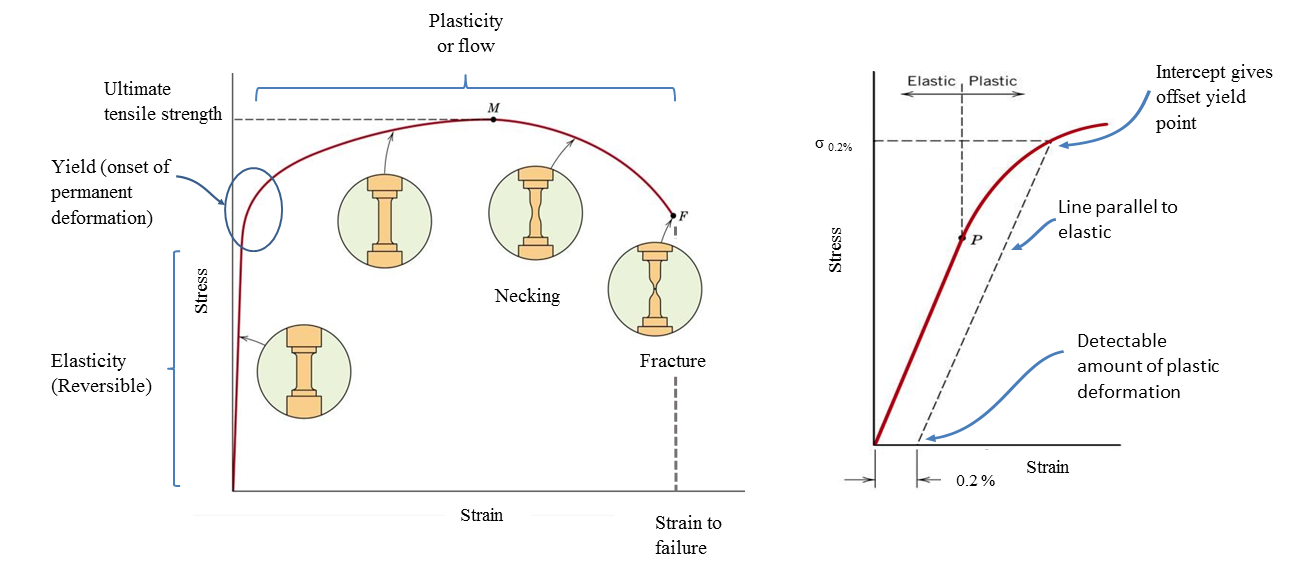 Plasticity
or flow
Ultimate
tensile strength
M
Yield (onset of
permanent
deformation)
F
Stress
Necking
Elasticity
(Reversible)
Fracture
Strain
Strain to
failure
Elastic Plastic
Intercept gives
offset yield
point
σ 0.2%
Line parallel to
elastic
P
Stress
Detectable
amount of plastic
deformation
Strain
0.2 %